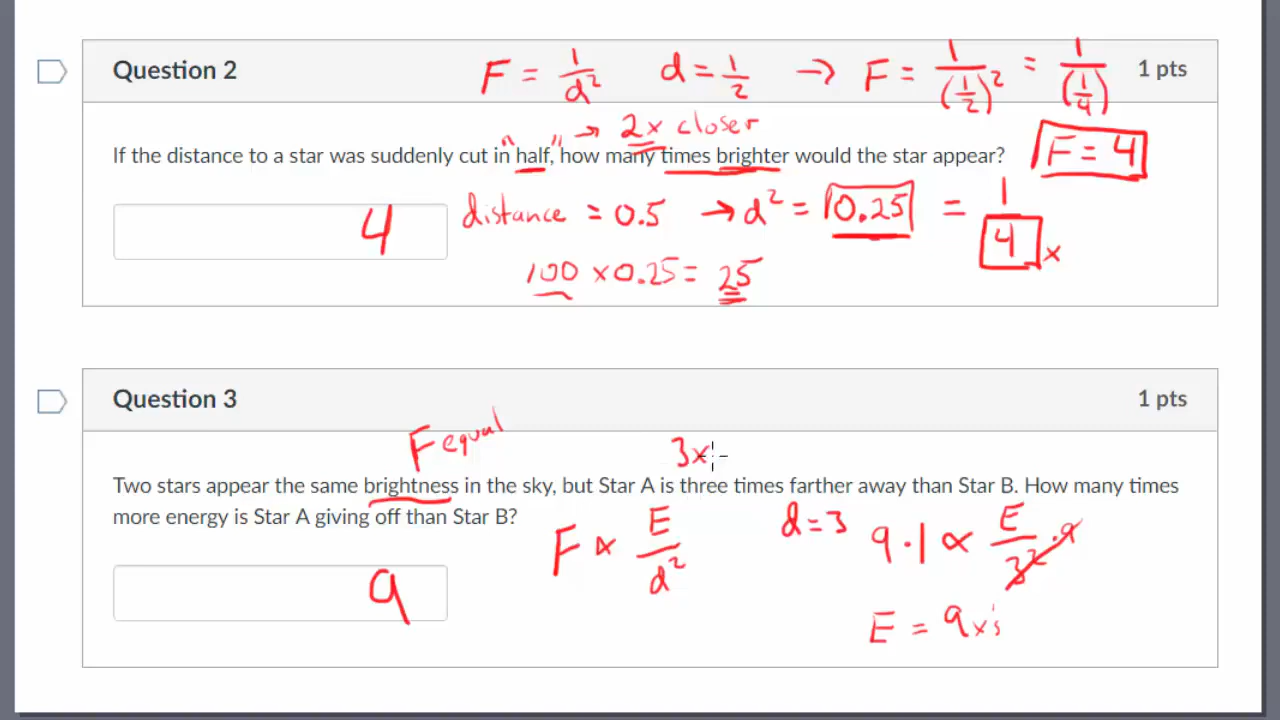 Question 2
F = 1/d² d = 1/2 → F = 1/(1/2)² = 1/(1/4)
1 pts
" " → 2x closer
If the distance to a star was suddenly cut in half, how many times brighter would the star appear?
F = 4
4
distance = 0.5 → d² = 0.25 = 1/4 x
100 x 0.25 = 25
Question 3
1 pts
F equal
3x
Two stars appear the same brightness in the sky, but Star A is three times farther away than Star B. How many times
more energy is Star A giving off than Star B?
F ∝ E/d² d = 3 9 · 1 ∝ E/3² · 9
9
E = 9x's